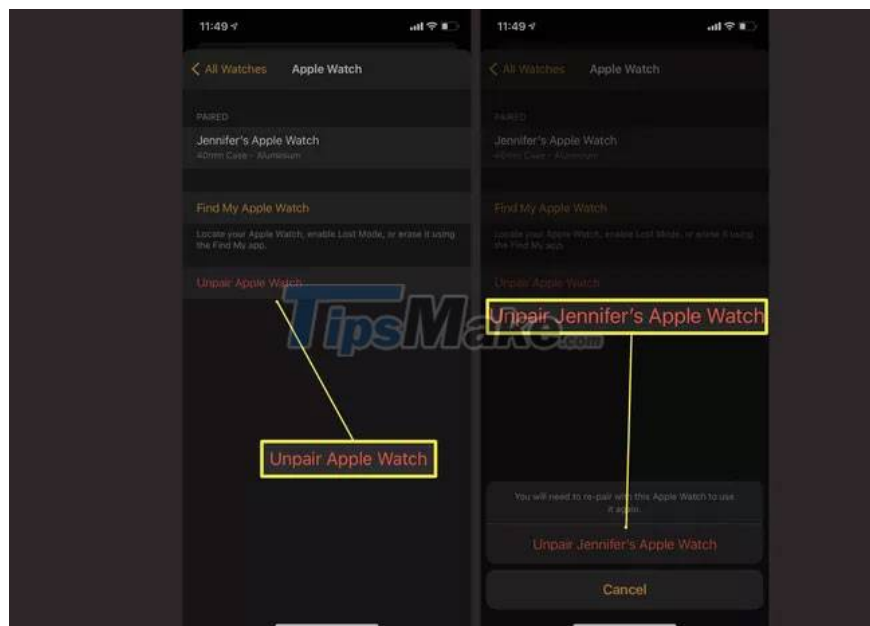 11:49
All Watches Apple Watch
PAIRED
Jennifer's Apple Watch
40mm Case - Aluminum
Find My Apple Watch
Locate your Apple Watch, enable Lost Mode, or erase it using
the Find My app.
Unpair Apple Watch
Unpair Apple Watch
11:49
All Watches Apple Watch
PAIRED
Jennifer's Apple Watch
40mm Case - Aluminum
Find My Apple Watch
Locate your Apple Watch, enable Lost Mode, or erase it using
the Find My app.
Unpair Apple Watch
Unpair Jennifer's Apple Watch
You will need to re-pair with this Apple Watch to use
it again.
Unpair Jennifer's Apple Watch
Cancel
TipsMake.com